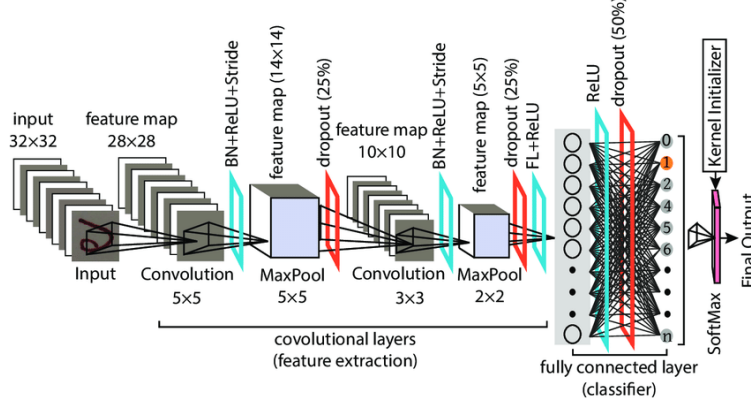 input
32×32
feature map
28×28
BN+ReLU+Stride
feature map (14×14)
dropout (25%)
feature map
10×10
BN+ReLU+Stride
feature map (5×5)
dropout (25%)
FL+ReLU
ReLU
dropout (50%)
Kernel Initializer
0
1
2
4
5
6
n
Input
Convolution
5×5
MaxPool
5×5
Convolution
3×3
MaxPool
2×2
SoftMax
Final Output
covolutional layers
(feature extraction)
fully connected layer
(classifier)